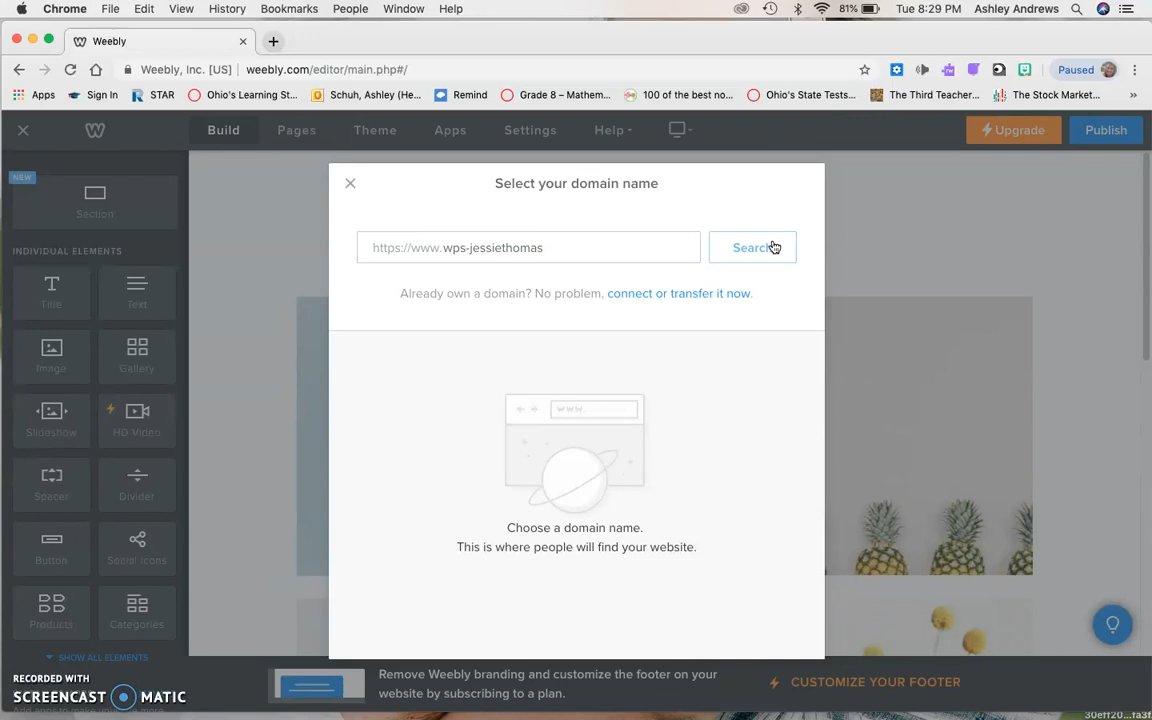 Chrome File Edit View History Bookmarks People Window Help 81% Tue 8:29 PM Ashley Andrews
Weebly
Weebly, Inc. [US] weebly.com/editor/main.php#/ Paused
Apps Sign In STAR Ohio's Learning St... Schuh, Ashley (He... Remind Grade 8 – Mathem... 100 of the best no... Ohio's State Tests... The Third Teacher... The Stock Market... »
Build Pages Theme Apps Settings Help Upgrade Publish
NEW
Section
INDIVIDUAL ELEMENTS
Title Text
Image Gallery
Slideshow HD Video
Spacer Divider
Button Social Icons
Products Categories
SHOW ALL ELEMENTS
Select your domain name
https://www. wps-jessiethomas Search
Already own a domain? No problem, connect or transfer it now.
WWW.
Choose a domain name.
This is where people will find your website.
Remove Weebly branding and customize the footer on your
website by subscribing to a plan.
CUSTOMIZE YOUR FOOTER
RECORDED WITH
SCREENCAST MATIC
30eff20...fa3f